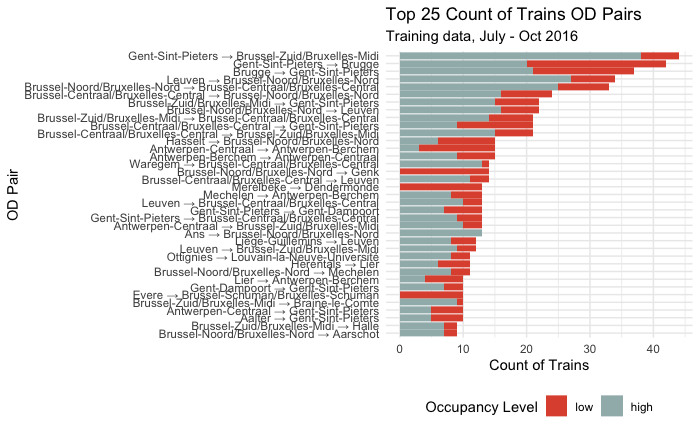 Top 25 Count of Trains OD Pairs
Training data, July - Oct 2016
Gent-Sint-Pieters → Brussel-Zuid/Bruxelles-Midi
Gent-Sint-Pieters → Brugge
Brugge → Gent-Sint-Pieters
Leuven → Brussel-Noord/Bruxelles-Nord
Brussel-Noord/Bruxelles-Nord → Brussel-Centraal/Bruxelles-Central
Brussel-Centraal/Bruxelles-Central → Brussel-Noord/Bruxelles-Nord
Brussel-Zuid/Bruxelles-Midi → Gent-Sint-Pieters
Brussel-Noord/Bruxelles-Nord → Leuven
Brussel-Zuid/Bruxelles-Midi → Brussel-Centraal/Bruxelles-Central
Brussel-Centraal/Bruxelles-Central → Gent-Sint-Pieters
Brussel-Centraal/Bruxelles-Central → Brussel-Zuid/Bruxelles-Midi
Hasselt → Brussel-Noord/Bruxelles-Nord
Antwerpen-Centraal → Antwerpen-Berchem
Antwerpen-Berchem → Antwerpen-Centraal
Waregem → Brussel-Centraal/Bruxelles-Central
Brussel-Noord/Bruxelles-Nord → Genk
Brussel-Centraal/Bruxelles-Central → Leuven
Merelbeke → Dendermonde
Mechelen → Antwerpen-Berchem
Leuven → Brussel-Centraal/Bruxelles-Central
Gent-Sint-Pieters → Gent-Dampoort
Gent-Sint-Pieters → Brussel-Centraal/Bruxelles-Central
Antwerpen-Centraal → Brussel-Zuid/Bruxelles-Midi
Ans → Brussel-Noord/Bruxelles-Nord
Liège-Guillemins → Leuven
Leuven → Brussel-Zuid/Bruxelles-Midi
Ottignies → Louvain-la-Neuve-Université
Herentals → Lier
Brussel-Noord/Bruxelles-Nord → Mechelen
Lier → Antwerpen-Berchem
Gent-Dampoort → Gent-Sint-Pieters
Evere → Brussel-Schuman/Bruxelles-Schuman
Brussel-Zuid/Bruxelles-Midi → Braine-le-Comte
Antwerpen-Centraal → Gent-Sint-Pieters
Aalter → Gent-Sint-Pieters
Brussel-Zuid/Bruxelles-Midi → Halle
Brussel-Noord/Bruxelles-Nord → Aarschot
OD Pair
0 10 20 30 40
Count of Trains
Occupancy Level low high